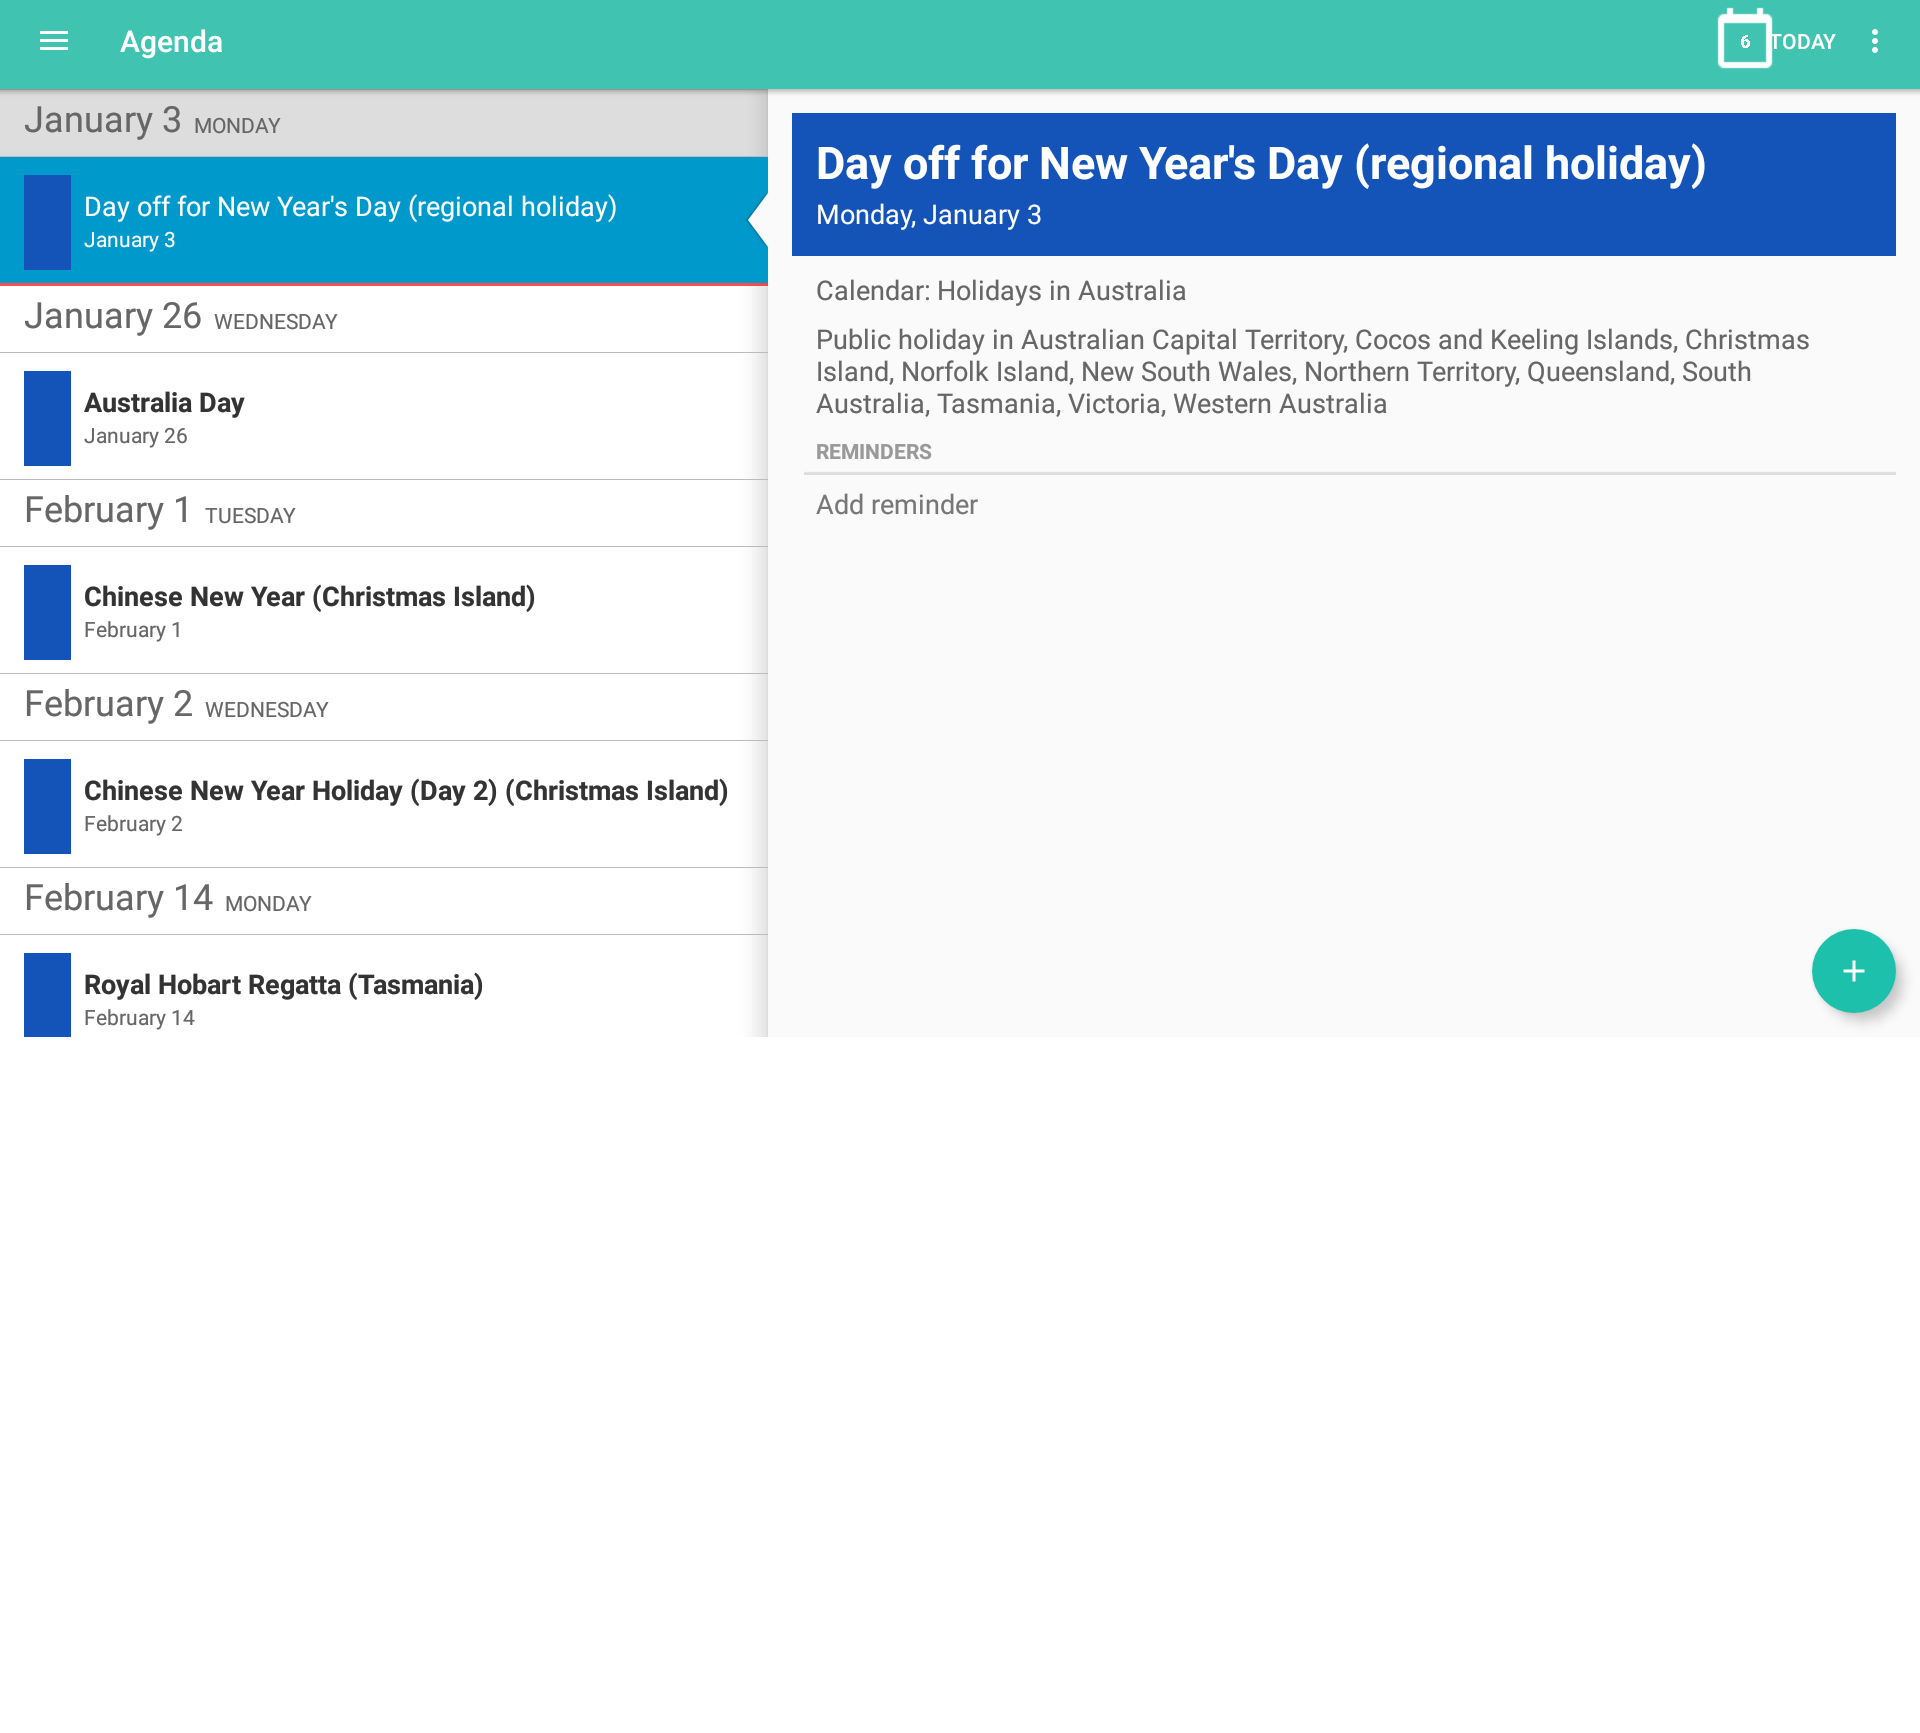 Agenda
6 TODAY
January 3 MONDAY
Day off for New Year's Day (regional holiday)
January 3
January 26 WEDNESDAY
Australia Day
January 26
February 1 TUESDAY
Chinese New Year (Christmas Island)
February 1
February 2 WEDNESDAY
Chinese New Year Holiday (Day 2) (Christmas Island)
February 2
February 14 MONDAY
Royal Hobart Regatta (Tasmania)
February 14
Day off for New Year's Day (regional holiday)
Monday, January 3
Calendar: Holidays in Australia
Public holiday in Australian Capital Territory, Cocos and Keeling Islands, Christmas
Island, Norfolk Island, New South Wales, Northern Territory, Queensland, South
Australia, Tasmania, Victoria, Western Australia
REMINDERS
Add reminder